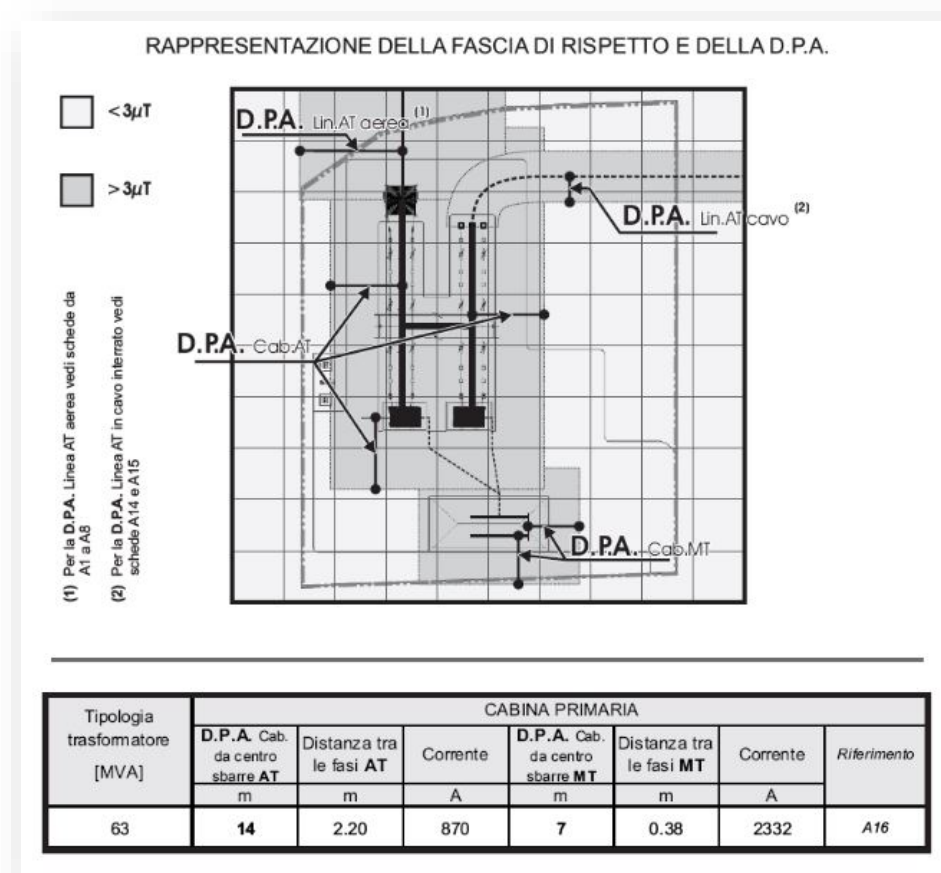 RAPPRESENTAZIONE DELLA FASCIA DI RISPETTO E DELLA D.P.A.
<3μT
>3μT
D.P.A. Lin.AT aerea (1)
D.P.A. Lin.AT cavo (2)
D.P.A. Cab.AT
D.P.A. Cab.MT
(1) Per la D.P.A. Linea AT aerea vedi schede da
A1 a A8
(2) Per la D.P.A. Linea AT in cavo interrato vedi
schede A14 e A15
Tipologia
trasformatore
[MVA]
CABINA PRIMARIA
D.P.A. Cab.
da centro
sbarre AT
Distanza tra
le fasi AT
Corrente
D.P.A. Cab.
da centro
sbarre MT
Distanza tra
le fasi MT
Corrente
Riferimento
m m A m m A
63 14 2.20 870 7 0.38 2332 A16